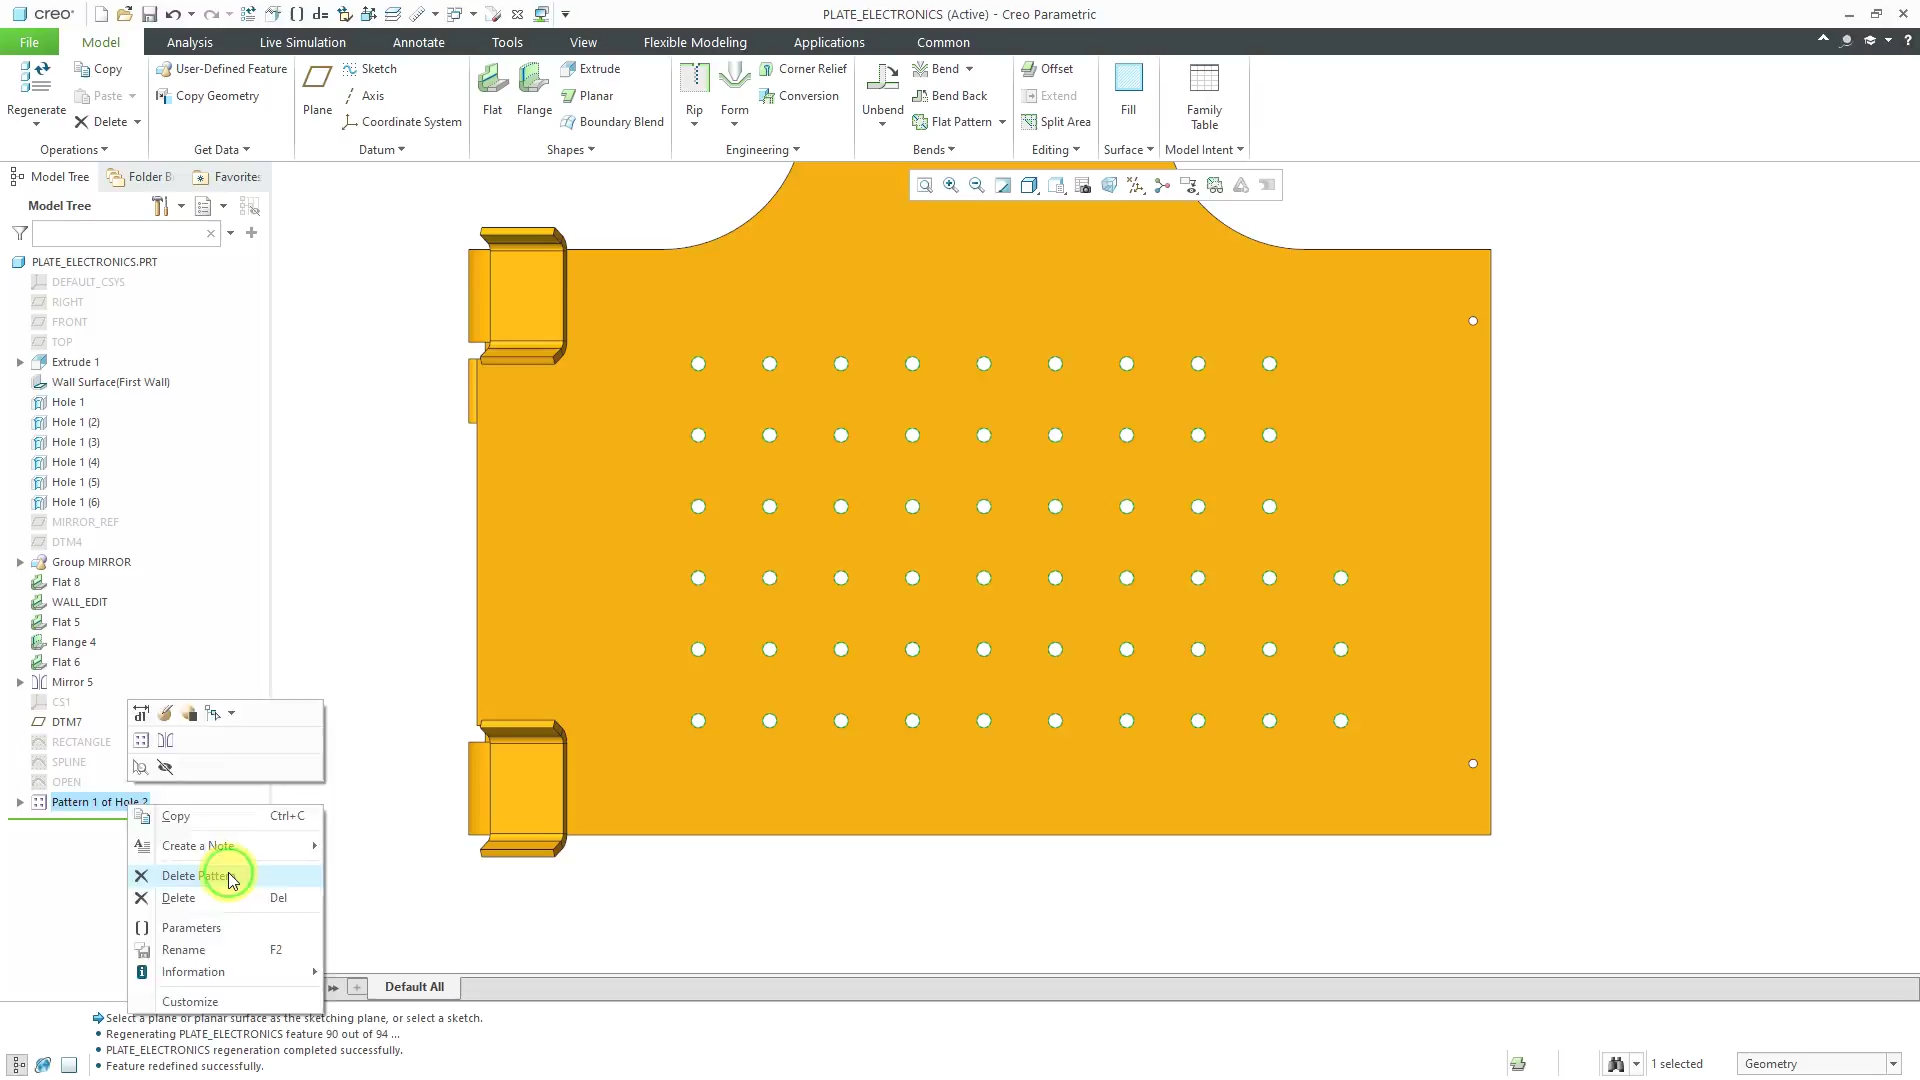 creo
PLATE_ELECTRONICS (Active) - Creo Parametric
File
Model
Analysis
Live Simulation
Annotate
Tools
View
Flexible Modeling
Applications
Common
Regenerate
Copy
Paste
Delete
Operations
User-Defined Feature
Copy Geometry
Get Data
Plane
Sketch
Axis
Coordinate System
Datum
Flat
Flange
Extrude
Planar
Boundary Blend
Shapes
Rip
Form
Corner Relief
Conversion
Engineering
Unbend
Bend
Bend Back
Flat Pattern
Bends
Offset
Extend
Split Area
Editing
Fill
Surface
Family
Table
Model Intent
Model Tree
Folder B
Favorites
Model Tree
PLATE_ELECTRONICS.PRT
DEFAULT_CSYS
RIGHT
FRONT
TOP
Extrude 1
Wall Surface(First Wall)
Hole 1
Hole 1 (2)
Hole 1 (3)
Hole 1 (4)
Hole 1 (5)
Hole 1 (6)
MIRROR_REF
DTM4
Group MIRROR
Flat 8
WALL_EDIT
Flat 5
Flange 4
Flat 6
Mirror 5
CS1
DTM7
RECTANGLE
SPLINE
OPEN
Pattern 1 of Hole 2
Copy Ctrl+C
Create a Note
Delete Pattern
Delete Del
Parameters
Rename F2
Information
Customize
Default All
Select a plane or planar surface as the sketching plane, or select a sketch.
Regenerating PLATE_ELECTRONICS feature 90 out of 94 ...
PLATE_ELECTRONICS regeneration completed successfully.
Feature redefined successfully.
1 selected
Geometry